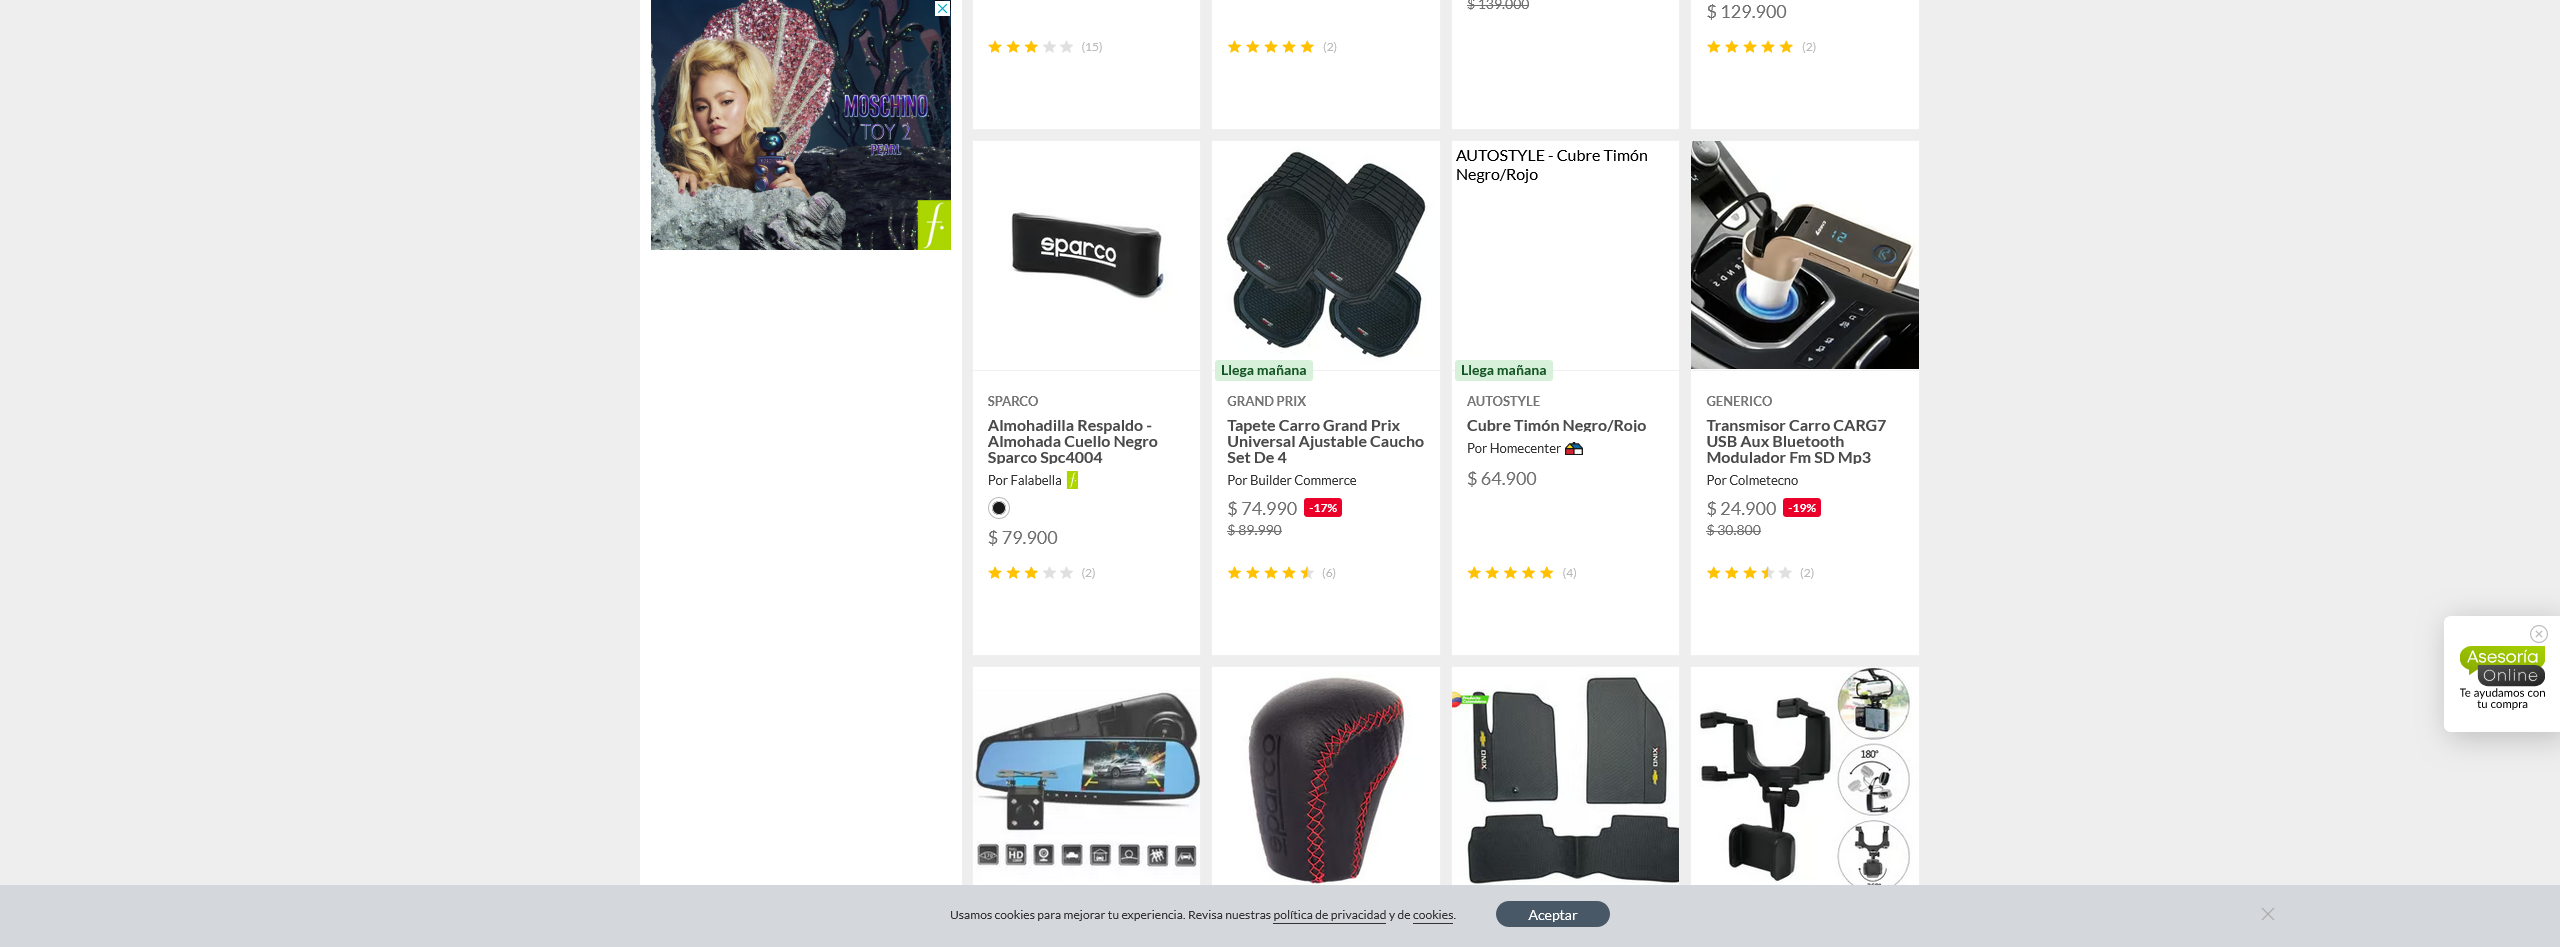 $ 139.000
$ 129.900
(15)
(2)
(2)
MOSCHINO
TOY 2
PEARL
f.
sparco
AUTOSTYLE - Cubre Timón
Negro/Rojo
12
Llega mañana
Llega mañana
SPARCO
Almohadilla Respaldo -
Almohada Cuello Negro
Sparco Spc4004
Por Falabella
$ 79.900
(2)
GRAND PRIX
Tapete Carro Grand Prix
Universal Ajustable Caucho
Set De 4
Por Builder Commerce
$ 74.990 -17%
$ 89.990
(6)
AUTOSTYLE
Cubre Timón Negro/Rojo
Por Homecenter
$ 64.900
(4)
GENERICO
Transmisor Carro CARG7
USB Aux Bluetooth
Modulador Fm SD Mp3
Por Colmetecno
$ 24.900 -19%
$ 30.800
(2)
Asesoría
Online
Te ayudamos con
tu compra
HD
sparco
ONIX
ONIX
180°
Usamos cookies para mejorar tu experiencia. Revisa nuestras política de privacidad y de cookies.
Aceptar